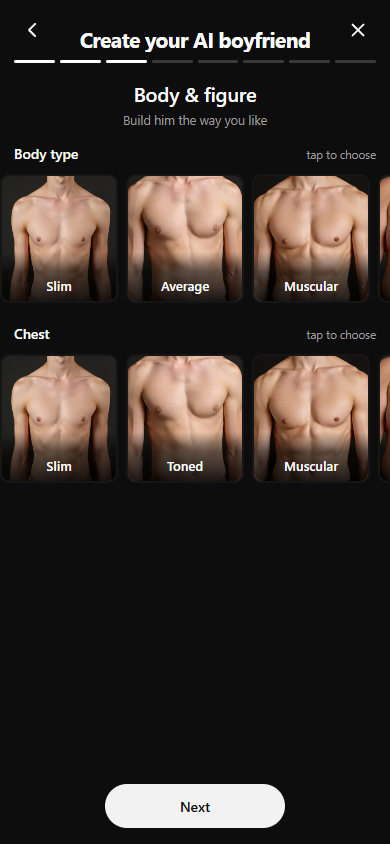 Create your AI boyfriend
Body & figure
Build him the way you like
Body type tap to choose
Slim Average Muscular
Chest tap to choose
Slim Toned Muscular
Next